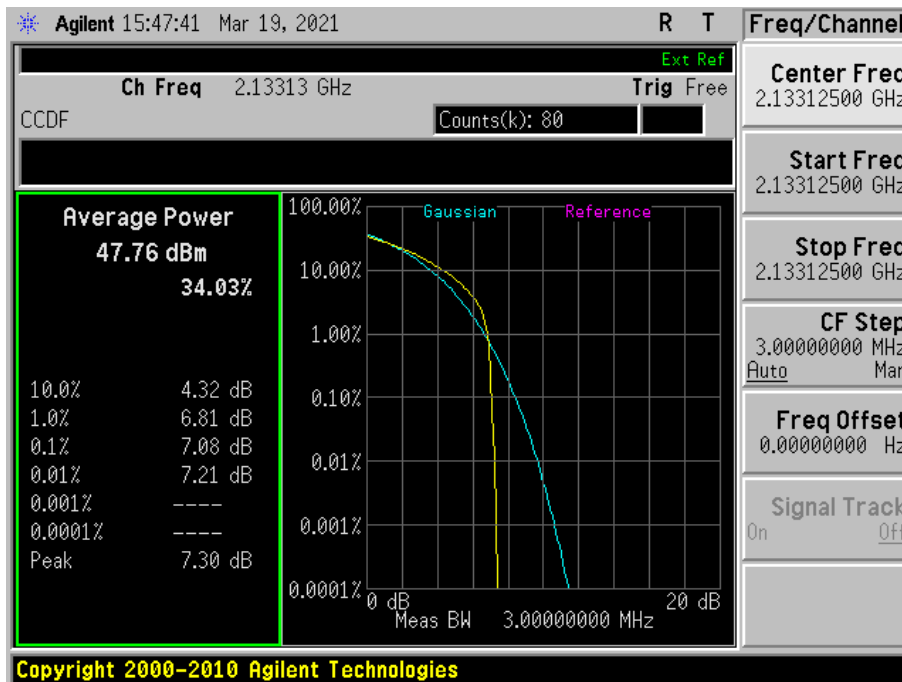 Agilent 15:47:41 Mar 19, 2021 R T
Ext Ref
Ch Freq 2.13313 GHz Trig Free
CCDF
Counts(k): 80
Average Power
47.76 dBm
34.03%
10.0% 4.32 dB
1.0% 6.81 dB
0.1% 7.08 dB
0.01% 7.21 dB
0.001% ----
0.0001% ----
Peak 7.30 dB
Gaussian Reference
100.00%
10.00%
1.00%
0.10%
0.01%
0.001%
0.0001%
0 dB 20 dB
Meas BW 3.00000000 MHz
Freq/Channel
Center Freq
2.13312500 GHz
Start Freq
2.13312500 GHz
Stop Freq
2.13312500 GHz
CF Step
3.00000000 MHz
Auto Man
Freq Offset
0.00000000 Hz
Signal Track
On Off
Copyright 2000-2010 Agilent Technologies